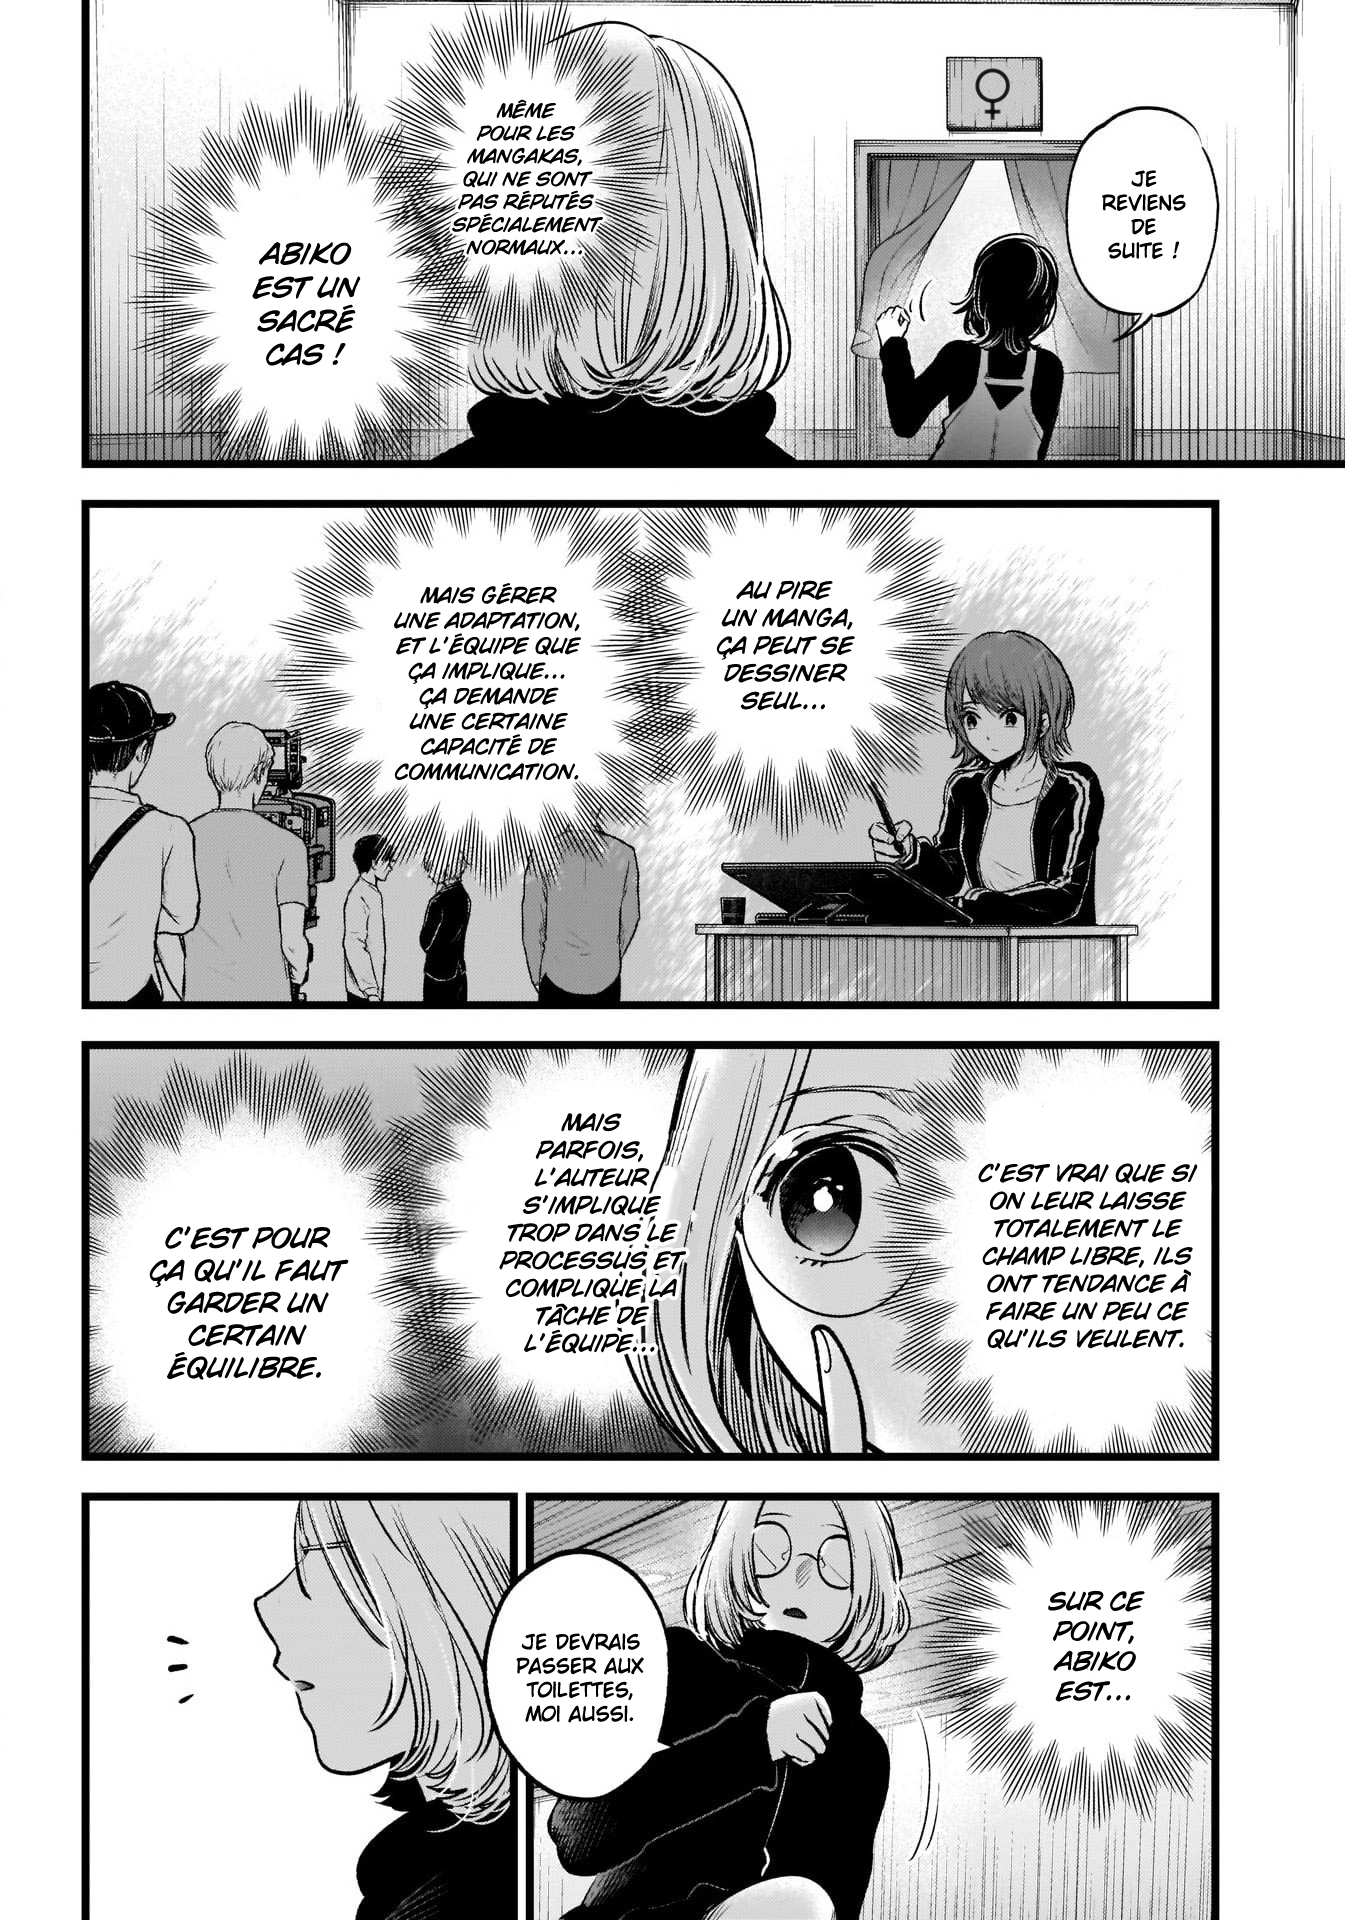 JE
REVIENS
DE
SUITE !
MÊME
POUR LES
MANGAKAS,
QUI NE SONT
PAS RÉPUTÉS
SPÉCIALEMENT
NORMAUX...
ABIKO
EST UN
SACRÉ
CAS !
AU PIRE
UN MANGA,
ÇA PEUT SE
DESSINER
SEUL...
MAIS GÉRER
UNE ADAPTATION,
ET L'ÉQUIPE QUE
ÇA IMPLIQUE...
ÇA DEMANDE
UNE CERTAINE
CAPACITÉ DE
COMMUNICATION.
C'EST VRAI QUE SI
ON LEUR LAISSE
TOTALEMENT LE
CHAMP LIBRE, ILS
ONT TENDANCE À
FAIRE UN PEU CE
QU'ILS VEULENT.
MAIS
PARFOIS,
L'AUTEUR
S'IMPLIQUE
TROP DANS LE
PROCESSUS ET
COMPLIQUE LA
TÂCHE DE
L'ÉQUIPE...
C'EST POUR
ÇA QU'IL FAUT
GARDER UN
CERTAIN
ÉQUILIBRE.
SUR CE
POINT,
ABIKO
EST...
JE DEVRAIS
PASSER AUX
TOILETTES,
MOI AUSSI.